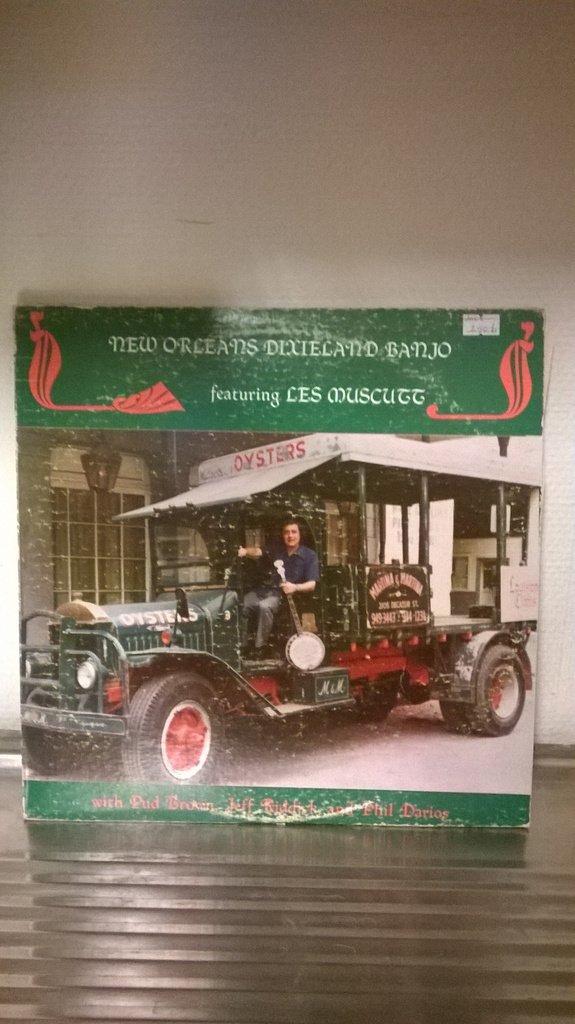 NEW ORLEANS DIXIELAND BANJO
featuring LES MUSCUTT
OYSTERS
OYSTERS
M & M
with Pud Brown, Jeff Riddick, and Phil Darios